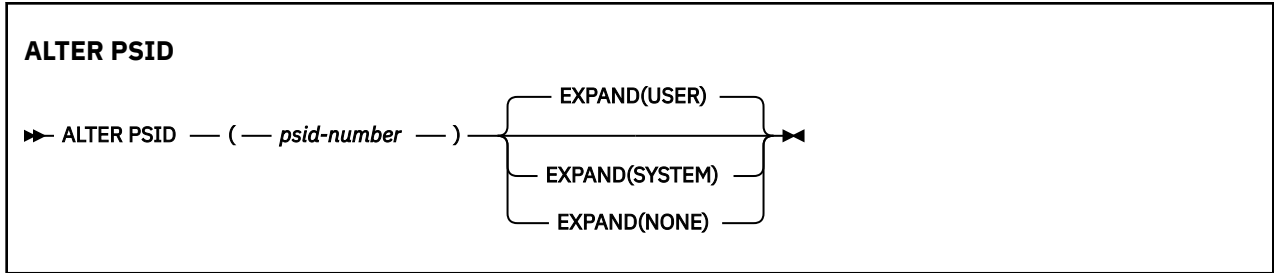 ALTER PSID
EXPAND(USER)
ALTER PSID ( psid-number )
EXPAND(SYSTEM)
EXPAND(NONE)